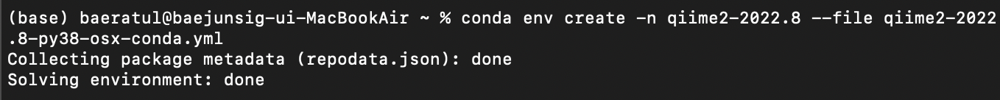 (base) baeratul@baejunsig-ui-MacBookAir ~ % conda env create -n qiime2-2022.8 --file qiime2-2022
.8-py38-osx-conda.yml
Collecting package metadata (repodata.json): done
Solving environment: done